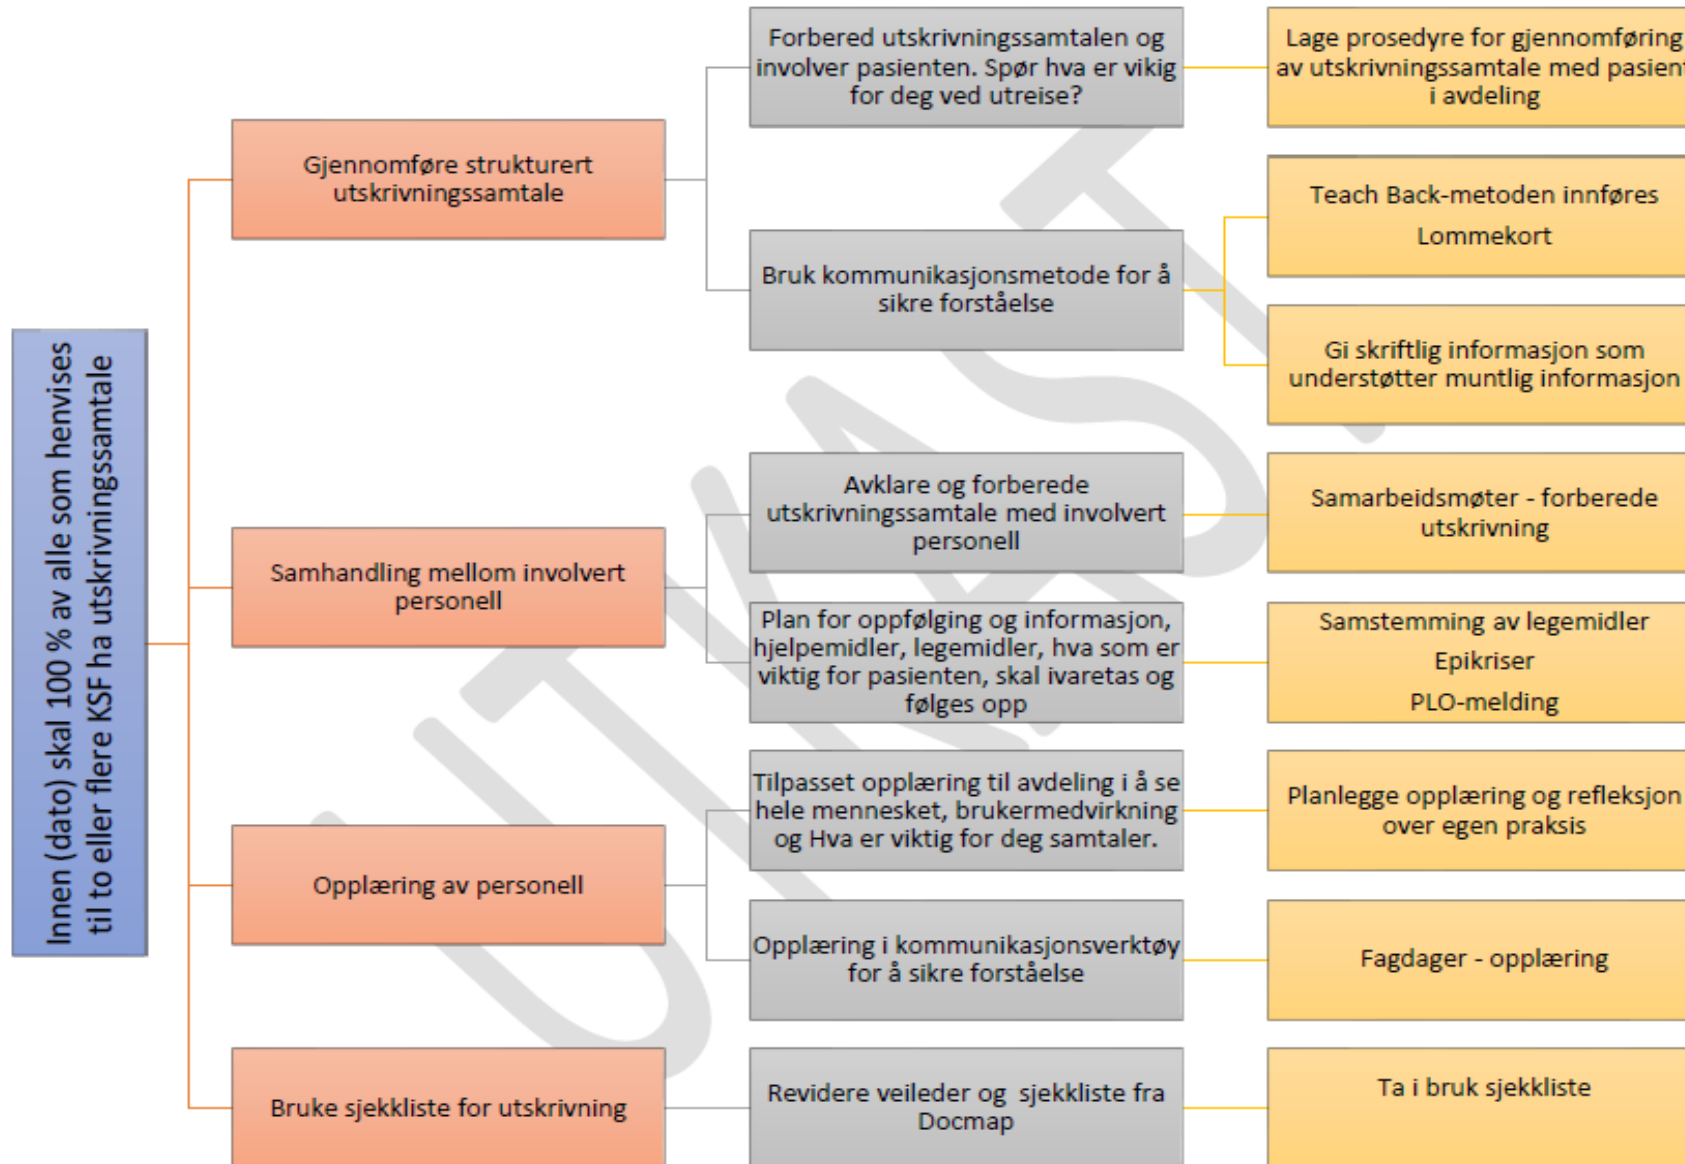 Innen (dato) skal 100 % av alle som henvises
til to eller flere KSF ha utskrivningssamtale
Gjennomføre strukturert
utskrivningssamtale
Forbered utskrivningssamtalen og
involver pasienten. Spør hva er vikig
for deg ved utreise?
Lage prosedyre for gjennomføring
av utskrivningssamtale med pasient
i avdeling
Bruk kommunikasjonsmetode for å
sikre forståelse
Teach Back-metoden innføres
Lommekort
Gi skriftlig informasjon som
understøtter muntlig informasjon
Samhandling mellom involvert
personell
Avklare og forberede
utskrivningssamtale med involvert
personell
Samarbeidsmøter - forberede
utskrivning
Plan for oppfølging og informasjon,
hjelpemidler, legemidler, hva som er
viktig for pasienten, skal ivaretas og
følges opp
Samstemming av legemidler
Epikriser
PLO-melding
Opplæring av personell
Tilpasset opplæring til avdeling i å se
hele mennesket, brukermedvirkning
og Hva er viktig for deg samtaler.
Planlegge opplæring og refleksjon
over egen praksis
Opplæring i kommunikasjonsverktøy
for å sikre forståelse
Fagdager - opplæring
Bruke sjekkliste for utskrivning
Revidere veileder og  sjekkliste fra
Docmap
Ta i bruk sjekkliste
UTKAST